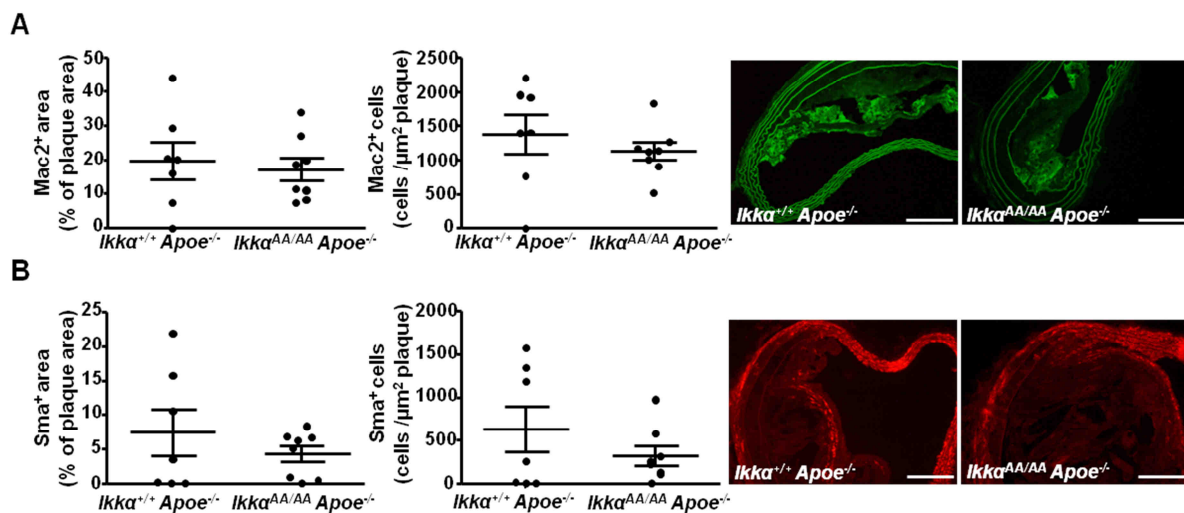 A
Mac2⁺ area
(% of plaque area)
50
40
30
20
10
0
Ikkα⁺/⁺ Apoe⁻/⁻
IkkαAA/AA Apoe⁻/⁻
Mac2⁺ cells
(cells /µm² plaque)
2500
2000
1500
1000
500
0
Ikkα⁺/⁺ Apoe⁻/⁻
IkkαAA/AA Apoe⁻/⁻
Ikkα⁺/⁺ Apoe⁻/⁻
IkkαAA/AA Apoe⁻/⁻
B
Sma⁺ area
(% of plaque area)
25
20
15
10
5
0
Ikkα⁺/⁺ Apoe⁻/⁻
IkkαAA/AA Apoe⁻/⁻
Sma⁺ cells
(cells /µm² plaque)
2000
1500
1000
500
0
Ikkα⁺/⁺ Apoe⁻/⁻
IkkαAA/AA Apoe⁻/⁻
Ikkα⁺/⁺ Apoe⁻/⁻
IkkαAA/AA Apoe⁻/⁻